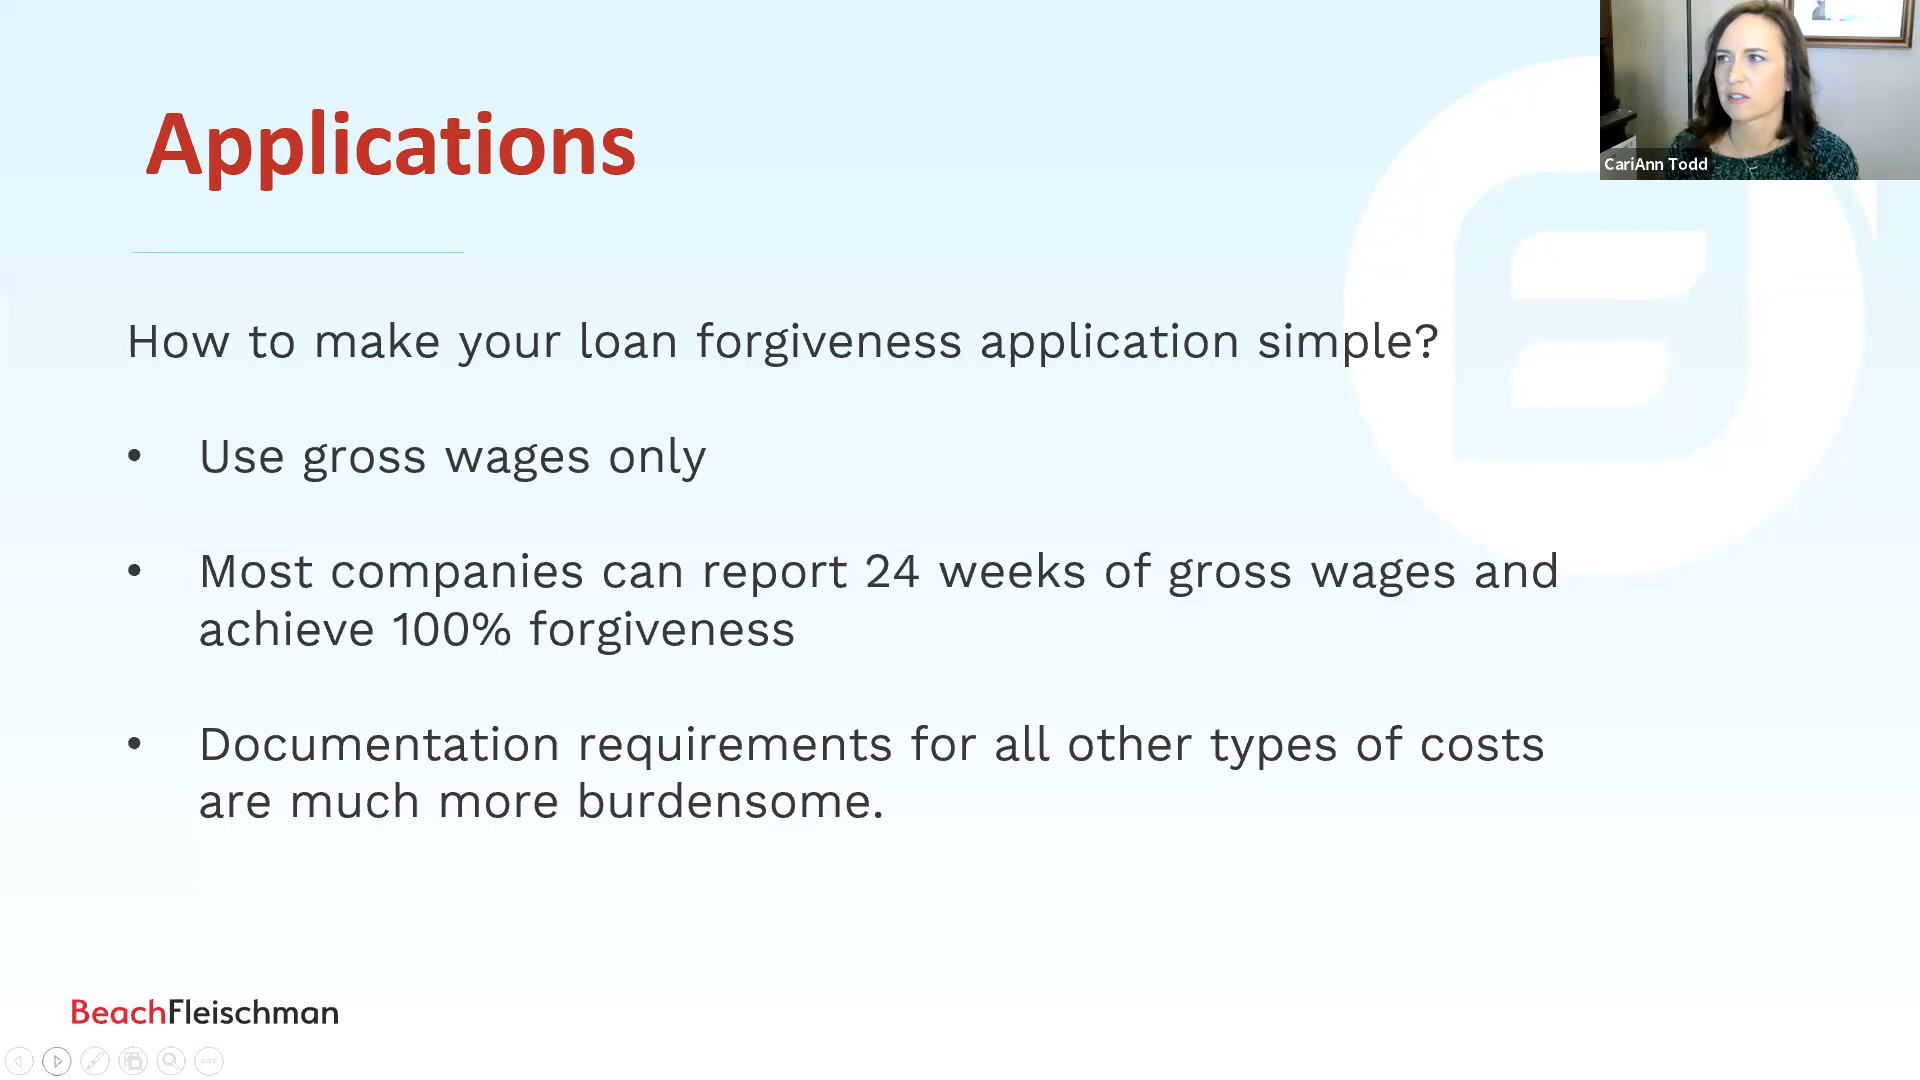 Applications
CariAnn Todd
How to make your loan forgiveness application simple?
• Use gross wages only
• Most companies can report 24 weeks of gross wages and
achieve 100% forgiveness
• Documentation requirements for all other types of costs
are much more burdensome.
BeachFleischman